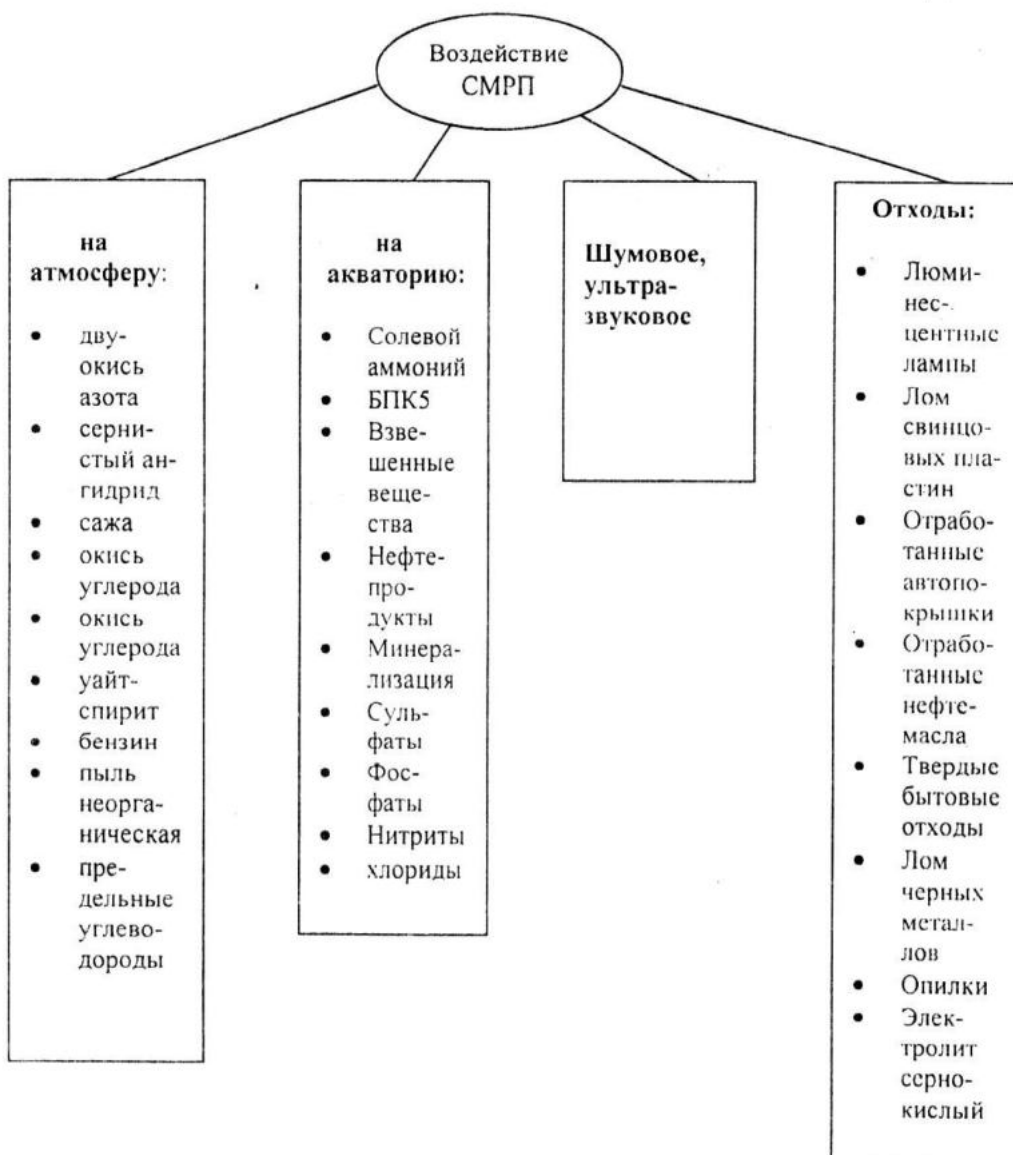 Воздействие
СМРП
на
атмосферу:
• дву-
окись
азота
• серни-
стый ан-
гидрид
• сажа
• окись
углерода
• окись
углерода
• уайт-
спирит
• бензин
• пыль
неорга-
ническая
• пре-
дельные
углево-
дороды
на
акваторию:
• Солевой
аммоний
• БПК5
• Взве-
шенные
веще-
ства
• Нефте-
про-
дукты
• Минера-
лизация
• Суль-
фаты
• Фос-
фаты
• Нитриты
• хлориды
Шумовое,
ультра-
звуковое
Отходы:
• Люми-
нес-
центные
лампы
• Лом
свинцо-
вых пла-
стин
• Отрабо-
танные
автопо-
крышки
• Отрабо-
танные
нефте-
масла
• Твердые
бытовые
отходы
• Лом
черных
метал-
лов
• Опилки
• Элек-
тролит
серно-
кислый